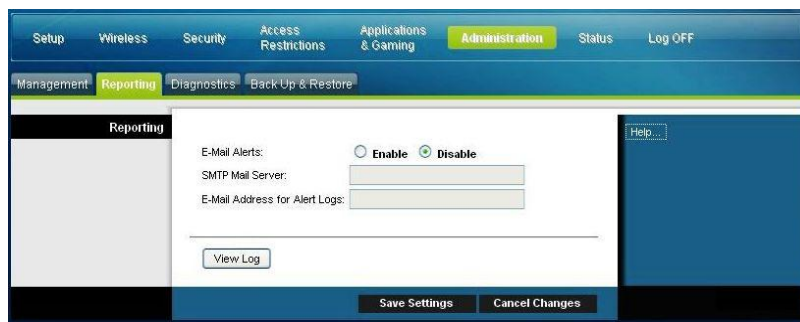 Setup Wireless Security Access Restrictions Applications & Gaming Administration Status Log OFF
Management Reporting Diagnostics Back Up & Restore
Reporting
Help...
E-Mail Alerts: Enable Disable
SMTP Mail Server:
E-Mail Address for Alert Logs:
View Log
Save Settings Cancel Changes